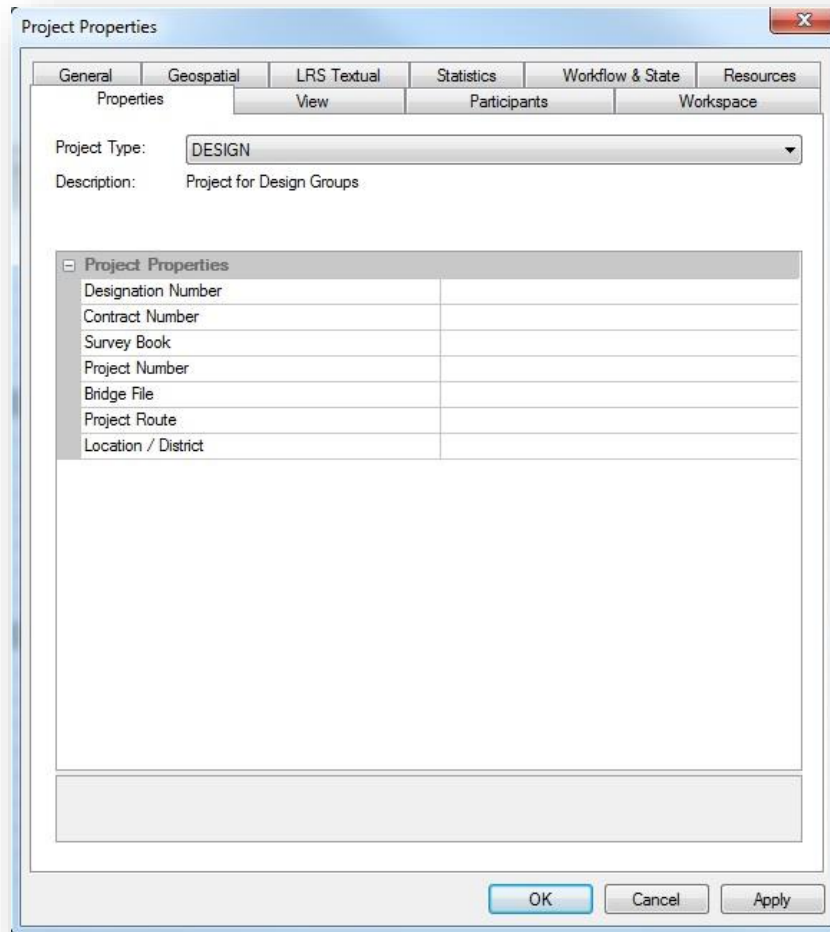 Project Properties
General Geospatial LRS Textual Statistics Workflow & State Resources
Properties View Participants Workspace
Project Type: DESIGN
Description: Project for Design Groups
Project Properties
Designation Number
Contract Number
Survey Book
Project Number
Bridge File
Project Route
Location / District
OK Cancel Apply